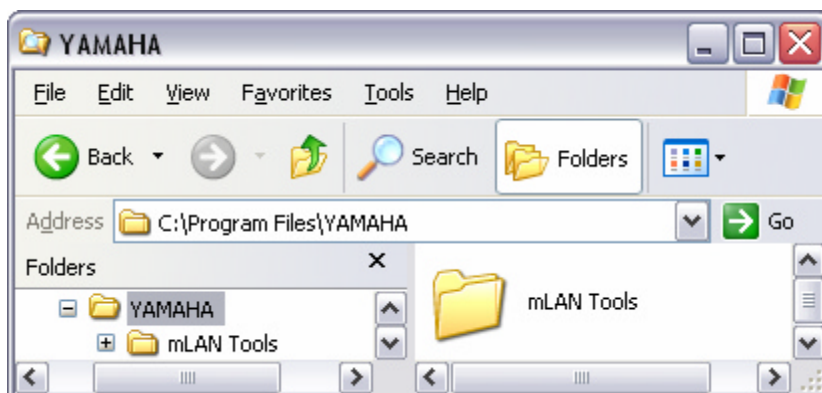 YAMAHA
File Edit View Favorites Tools Help
Back Search Folders
Address C:\Program Files\YAMAHA Go
Folders
YAMAHA
mLAN Tools
mLAN Tools